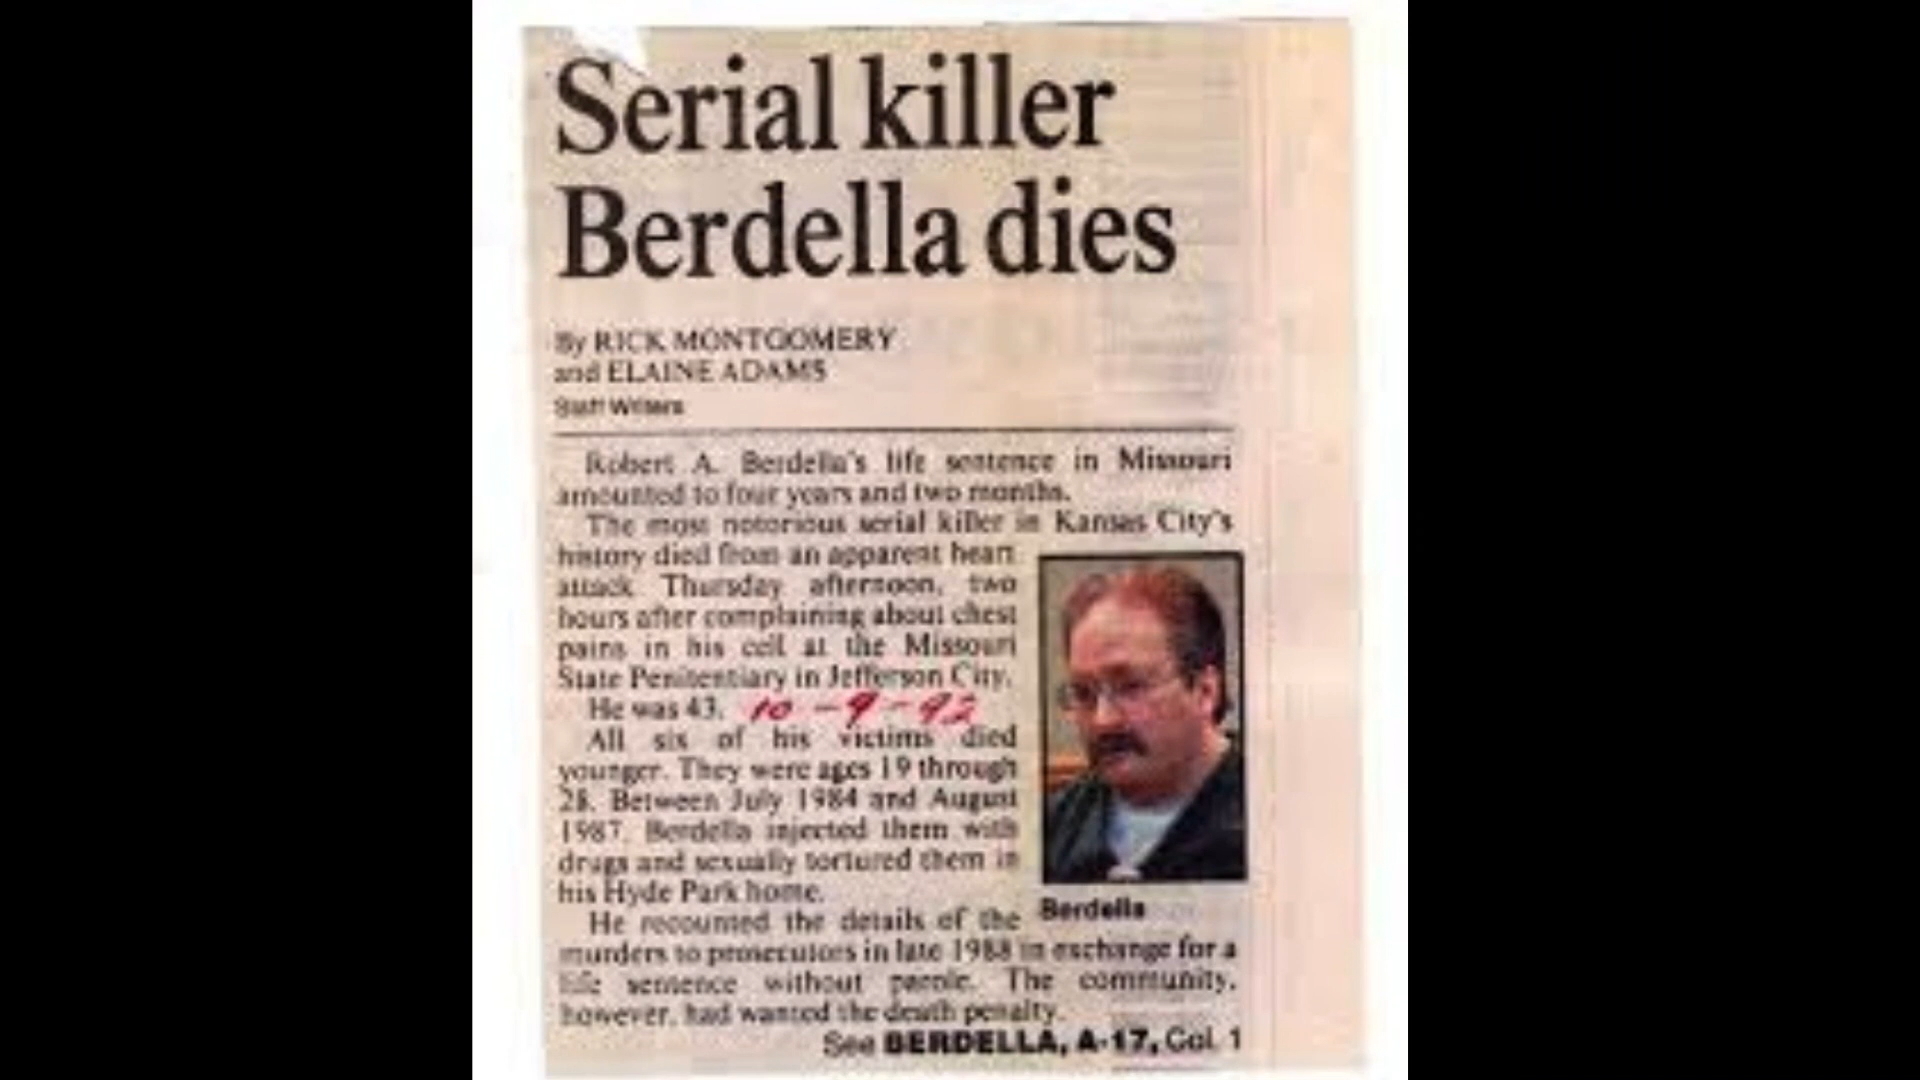 Serial killer
Berdella dies
By RICK MONTGOMERY
and ELAINE ADAMS
Staff Writers
Robert A. Berdella's life sentence in Missouri
amounted to four years and two months.
The most notorious serial killer in Kansas City's
history died from an apparent heart
attack Thursday afternoon, two
hours after complaining about chest
pains in his cell at the Missouri
State Penitentiary in Jefferson City.
He was 43. 10-9-92
All six of his victims died
younger. They were ages 19 through
28. Between July 1984 and August
1987, Berdella injected them with
drugs and sexually tortured them in
his Hyde Park home.
He recounted the details of the
murders to prosecutors in late 1988 in exchange for a
life sentence without parole. The community,
however, had wanted the death penalty.
See BERDELLA, A-17, Col. 1
Berdella